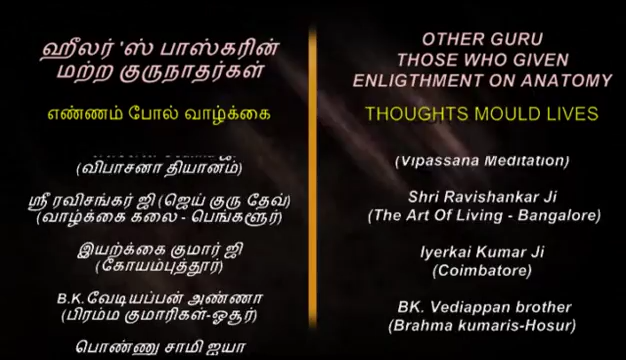 ஹீலர் 'ஸ் பாஸ்கரின்
மற்ற குருநாதர்கள்
எண்ணம் போல் வாழ்க்கை
(விபாசனா தியானம்)
ஸ்ரீ ரவிசங்கர் ஜி (ஜெய் குரு தேவ்)
(வாழ்க்கை கலை - பெங்களூர்)
இயற்க்கை குமார் ஜி
(கோயம்புத்தூர்)
B.K.வேடியப்பன் அண்ணா
(பிரம்ம குமாரிகள்-ஓசூர்)
பொண்ணு சாமி ஐயா
OTHER GURU
THOSE WHO GIVEN
ENLIGTHMENT ON ANATOMY
THOUGHTS MOULD LIVES
(Vipassana Meditation)
Shri Ravishankar Ji
(The Art Of Living - Bangalore)
Iyerkai Kumar Ji
(Coimbatore)
BK. Vediappan brother
(Brahma kumaris-Hosur)